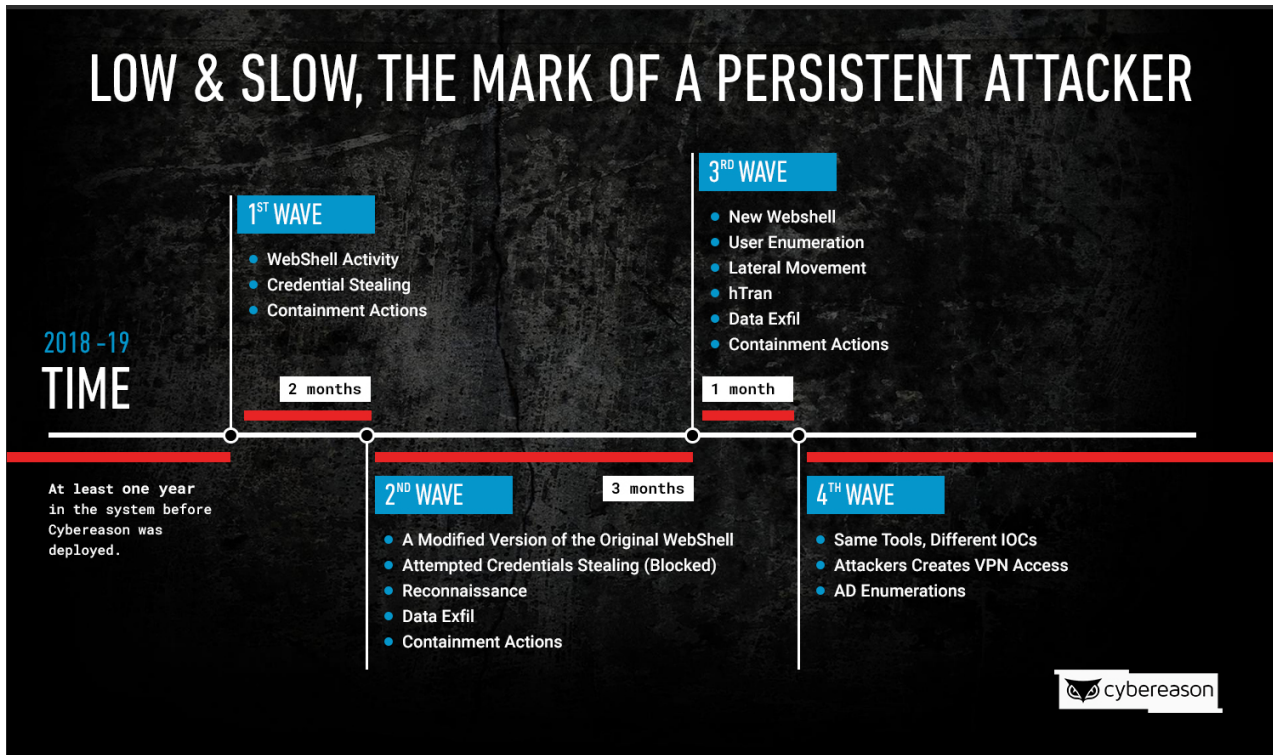 LOW & SLOW, THE MARK OF A PERSISTENT ATTACKER
2018 -19
TIME
At least one year
in the system before
Cybereason was
deployed.
1ST WAVE
WebShell Activity
Credential Stealing
Containment Actions
2 months
2ND WAVE
A Modified Version of the Original WebShell
Attempted Credentials Stealing (Blocked)
Reconnaissance
Data Exfil
Containment Actions
3 months
3RD WAVE
New Webshell
User Enumeration
Lateral Movement
hTran
Data Exfil
Containment Actions
1 month
4TH WAVE
Same Tools, Different IOCs
Attackers Creates VPN Access
AD Enumerations
cybereason